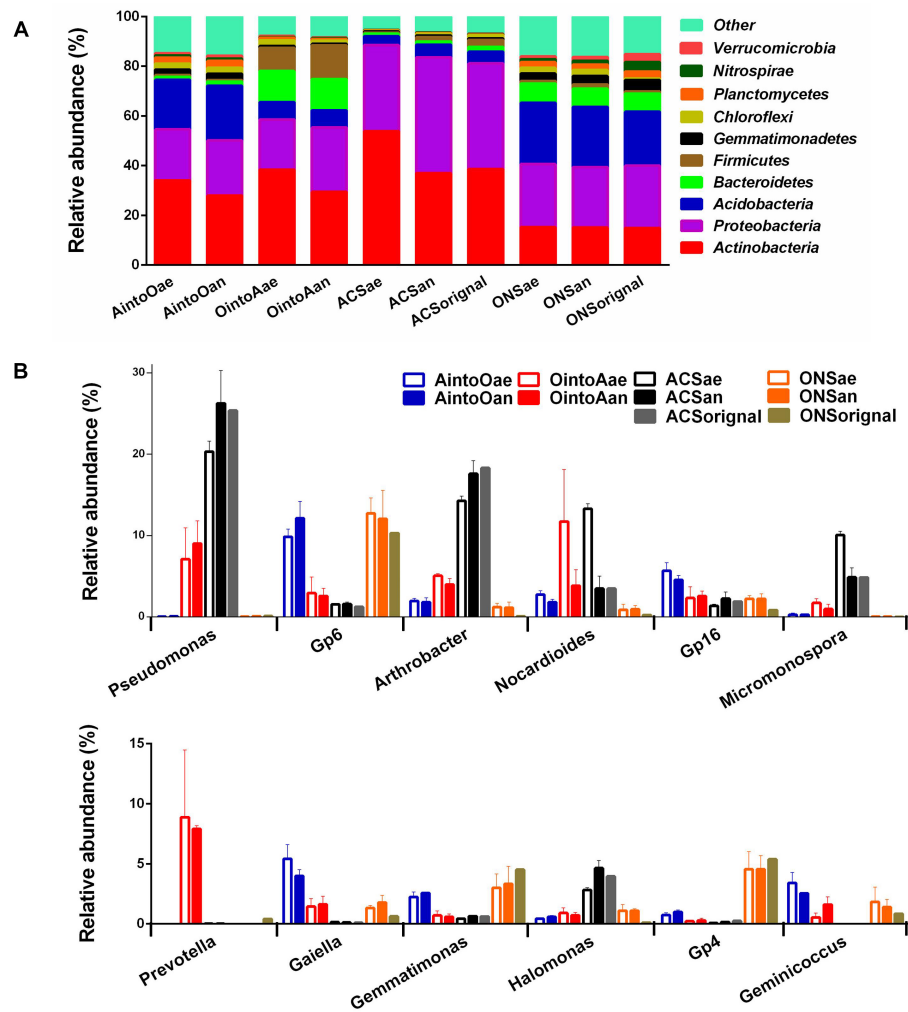 A
Relative abundance (%)
100
80
60
40
20
0
AintoOae
AintoOan
OintoAae
OintoAan
ACSae
ACSan
ACSorignal
ONSae
ONSan
ONSorignal
Other
Verrucomicrobia
Nitrospirae
Planctomycetes
Chloroflexi
Gemmatimonadetes
Firmicutes
Bacteroidetes
Acidobacteria
Proteobacteria
Actinobacteria
B
Relative abundance (%)
30
20
10
0
AintoOae OintoAae ACSae ONSae
AintoOan OintoAan ACSan ONSan
ACSorignal ONSorignal
Pseudomonas
Gp6
Arthrobacter
Nocardioides
Gp16
Micromonospora
Relative abundance (%)
15
10
5
0
Prevotella
Gaiella
Gemmatimonas
Halomonas
Gp4
Geminicoccus